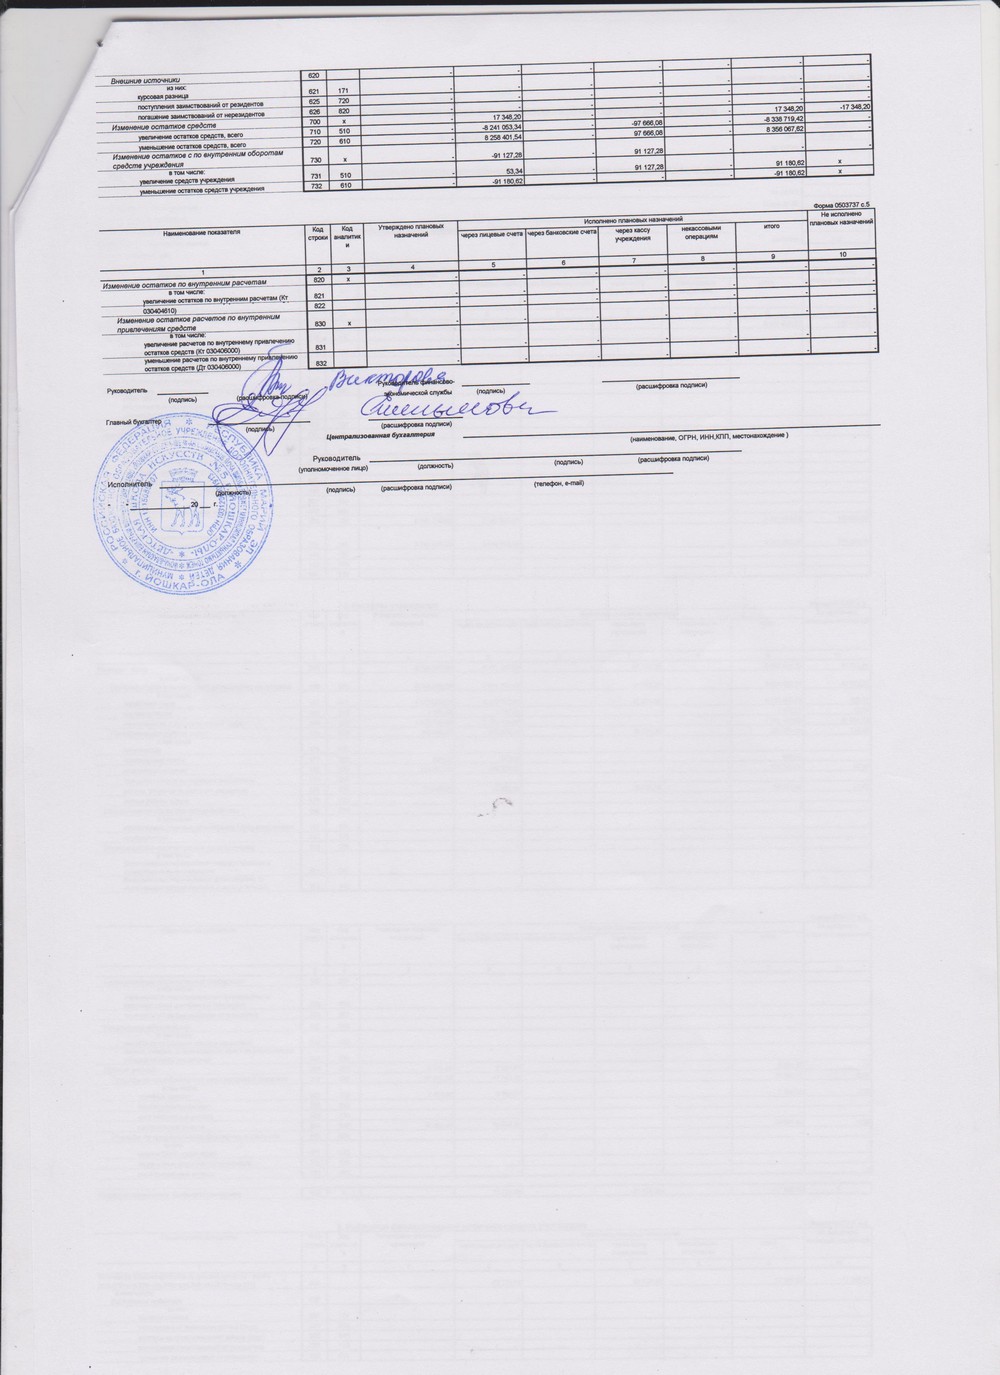 Внешние источники 620 - - - - - - -
из них:
курсовая разница 621 171 - - - - - - -
поступления заимствований от резидентов 625 720 - - - - - - -
погашение заимствований от нерезидентов 626 820 - - - - - - -
Изменение остатков средств 700 x - 17 348,20 - - - 17 348,20 -17 348,20
увеличение остатков средств, всего 710 510 - -8 241 053,34 - -97 666,08 - -8 338 719,42 -
уменьшение остатков средств, всего 720 610 - 8 258 401,54 - 97 666,08 - 8 356 067,62 -
Изменение остатков с по внутренним оборотам
средств учреждения 730 x - -91 127,28 - 91 127,28 - - -
в том числе:
увеличение средств учреждения 731 510 - 53,34 - 91 127,28 - 91 180,62 x
уменьшение остатков средств учреждения 732 610 - -91 180,62 - - - -91 180,62 x
Форма 0503737 с.5
Наименование показателя Код строки Код аналитики Утверждено плановых назначений Исполнено плановых назначений Не исполнено плановых назначений
через лицевые счета через банковские счета через кассу учреждения некассовыми операциям итого
1 2 3 4 5 6 7 8 9 10
Изменение остатков по внутренним расчетам 820 x - - - - - - -
в том числе:
увеличение остатков по внутренним расчетам (Кт 821 - - - - - - -
030404610) 822 - - - - - - -
Изменение остатков расчетов по внутренним
привлечениям средств 830 x - - - - - - -
в том числе:
увеличение расчетов по внутреннему привлечению
остатков средств (Кт 030406000) 831 - - - - - - -
уменьшение расчетов по внутреннему привлечению
остатков средств (Дт 030406000) 832 - - - - - - -
Руководитель Викторова Руководитель финансово-
экономической службы
(подпись) (расшифровка подписи) (подпись) (расшифровка подписи)
Главный бухгалтер
(подпись) (расшифровка подписи)
Централизованная бухгалтерия
(наименование, ОГРН, ИНН,КПП, местонахождение )
Руководитель
(уполномоченное лицо) (должность) (подпись) (расшифровка подписи)
Исполнитель
(должность) (подпись) (расшифровка подписи) (телефон, e-mail)
" " 20 г.
РОССИЙСКАЯ ФЕДЕРАЦИЯ * РЕСПУБЛИКА МАРИЙ ЭЛ
* г. ЙОШКАР-ОЛА *